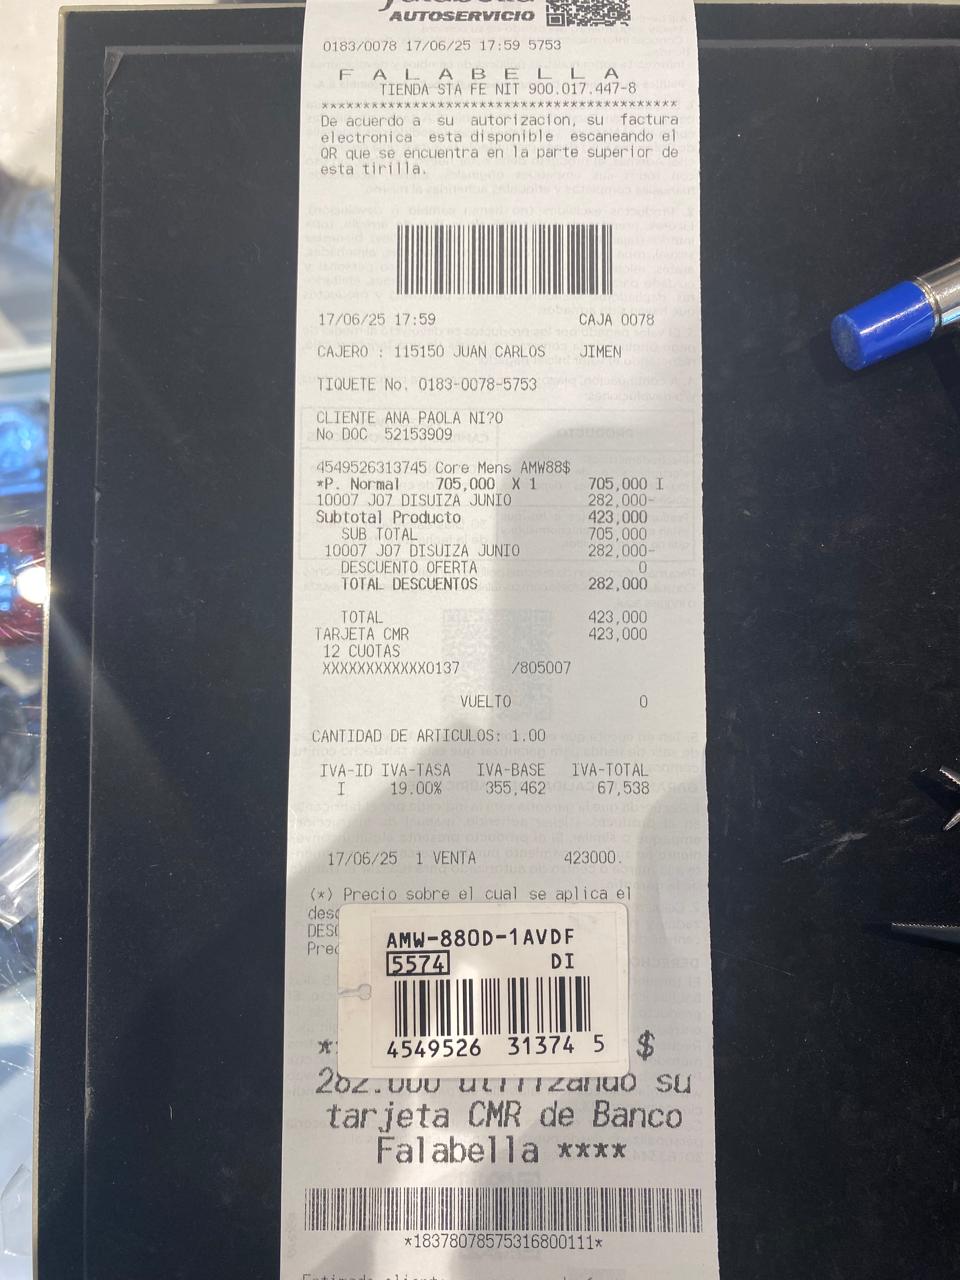 AUTOSERVICIO
0183/0078 17/06/25 17:59 5753
F A L A B E L L A
TIENDA STA FE NIT 900.017.447-8
******************************************
De acuerdo a su autorizacion, su factura
electronica esta disponible escaneando el
QR que se encuentra en la parte superior de
esta tirilla.
17/06/25 17:59 CAJA 0078
CAJERO : 115150 JUAN CARLOS JIMEN
TIQUETE No. 0183-0078-5753
CLIENTE ANA PAOLA NI?O
No DOC 52153909
4549526313745 Core Mens AMW88$
*P. Normal 705,000 X 1 705,000 I
10007 J07 DISUIZA JUNIO 282,000-
Subtotal Producto 423,000
SUB TOTAL 705,000
10007 J07 DISUIZA JUNIO 282,000-
DESCUENTO OFERTA 0
TOTAL DESCUENTOS 282,000
TOTAL 423,000
TARJETA CMR 423,000
12 CUOTAS
XXXXXXXXXXXX0137 /805007
VUELTO 0
CANTIDAD DE ARTICULOS: 1.00
IVA-ID IVA-TASA IVA-BASE IVA-TOTAL
I 19.00% 355,462 67,538
17/06/25 1 VENTA 423000.
(*) Precio sobre el cual se aplica el
AMW-880D-1AVDF
5574 DI
4549526 31374 5
* $
282.000 utilizando su
tarjeta CMR de Banco
Falabella ****
*18378078575316800111*